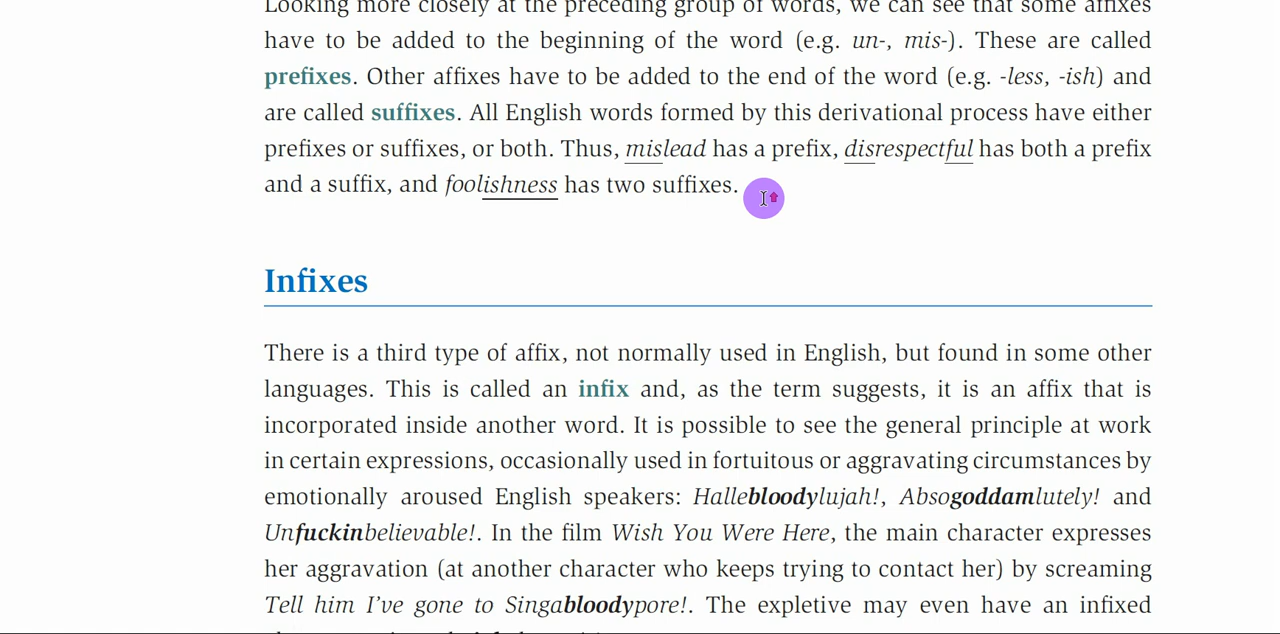 Looking more closely at the preceding group of words, we can see that some affixes
have to be added to the beginning of the word (e.g. un-, mis-). These are called
prefixes. Other affixes have to be added to the end of the word (e.g. -less, -ish) and
are called suffixes. All English words formed by this derivational process have either
prefixes or suffixes, or both. Thus, mislead has a prefix, disrespectful has both a prefix
and a suffix, and foolishness has two suffixes.
Infixes
There is a third type of affix, not normally used in English, but found in some other
languages. This is called an infix and, as the term suggests, it is an affix that is
incorporated inside another word. It is possible to see the general principle at work
in certain expressions, occasionally used in fortuitous or aggravating circumstances by
emotionally aroused English speakers: Hallebloodylujah!, Absogoddamlutely! and
Unfuckinbelievable!. In the film Wish You Were Here, the main character expresses
her aggravation (at another character who keeps trying to contact her) by screaming
Tell him I've gone to Singabloodypore!. The expletive may even have an infixed